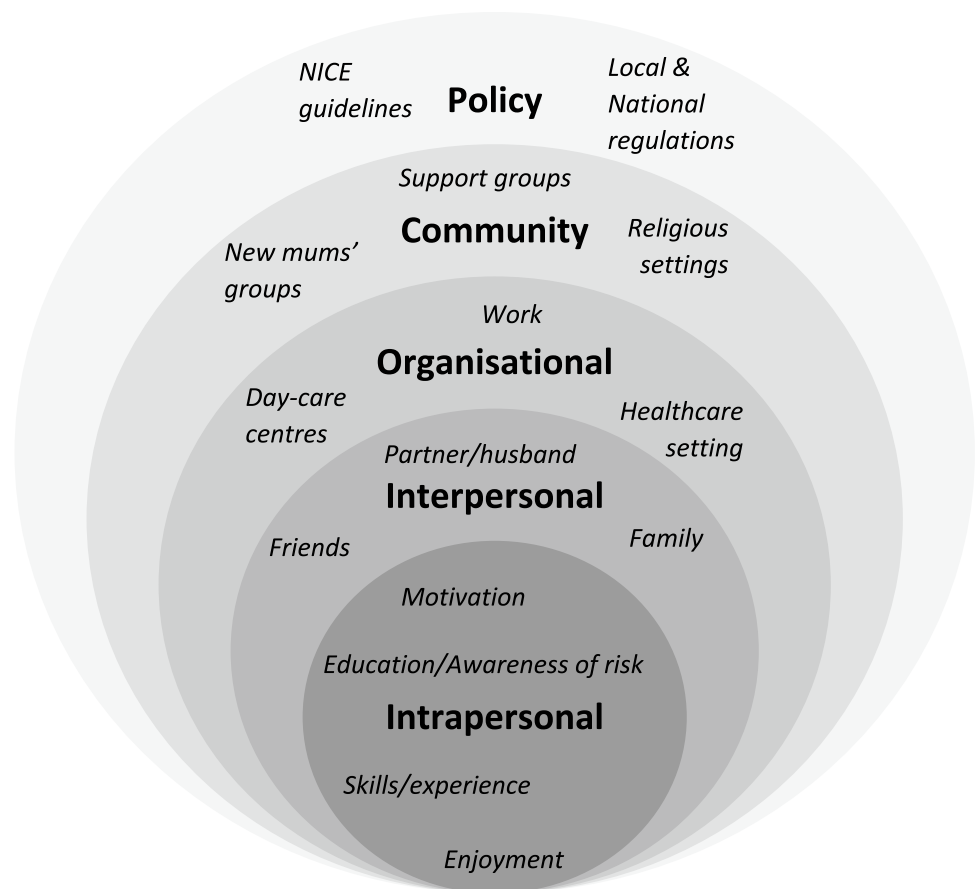 NICE
guidelines
Policy
Local &
National
regulations
Support groups
Community
New mums’
groups
Religious
settings
Work
Organisational
Day-care
centres
Healthcare
setting
Partner/husband
Interpersonal
Friends
Family
Motivation
Education/Awareness of risk
Intrapersonal
Skills/experience
Enjoyment